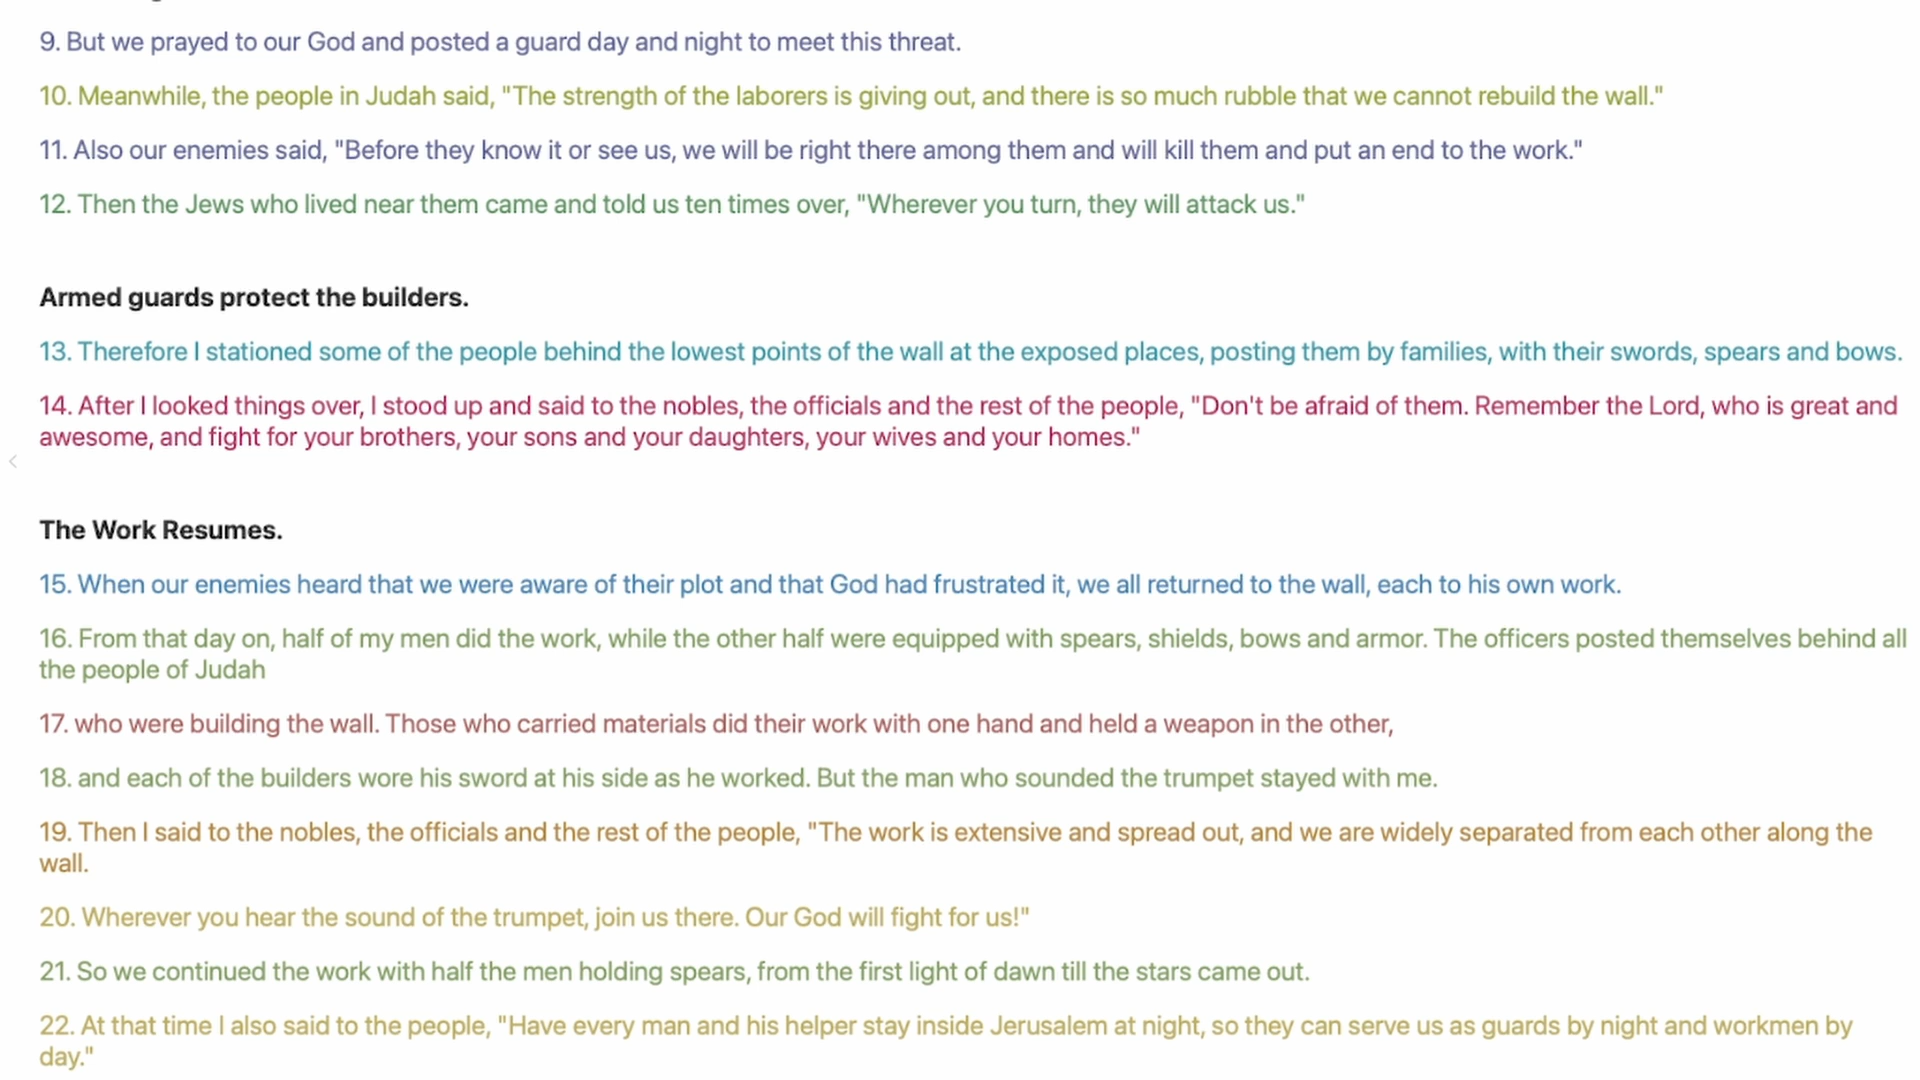 9. But we prayed to our God and posted a guard day and night to meet this threat.
10. Meanwhile, the people in Judah said, "The strength of the laborers is giving out, and there is so much rubble that we cannot rebuild the wall."
11. Also our enemies said, "Before they know it or see us, we will be right there among them and will kill them and put an end to the work."
12. Then the Jews who lived near them came and told us ten times over, "Wherever you turn, they will attack us."
Armed guards protect the builders.
13. Therefore I stationed some of the people behind the lowest points of the wall at the exposed places, posting them by families, with their swords, spears and bows.
14. After I looked things over, I stood up and said to the nobles, the officials and the rest of the people, "Don't be afraid of them. Remember the Lord, who is great and
awesome, and fight for your brothers, your sons and your daughters, your wives and your homes."
The Work Resumes.
15. When our enemies heard that we were aware of their plot and that God had frustrated it, we all returned to the wall, each to his own work.
16. From that day on, half of my men did the work, while the other half were equipped with spears, shields, bows and armor. The officers posted themselves behind all
the people of Judah
17. who were building the wall. Those who carried materials did their work with one hand and held a weapon in the other,
18. and each of the builders wore his sword at his side as he worked. But the man who sounded the trumpet stayed with me.
19. Then I said to the nobles, the officials and the rest of the people, "The work is extensive and spread out, and we are widely separated from each other along the
wall.
20. Wherever you hear the sound of the trumpet, join us there. Our God will fight for us!"
21. So we continued the work with half the men holding spears, from the first light of dawn till the stars came out.
22. At that time I also said to the people, "Have every man and his helper stay inside Jerusalem at night, so they can serve us as guards by night and workmen by
day."